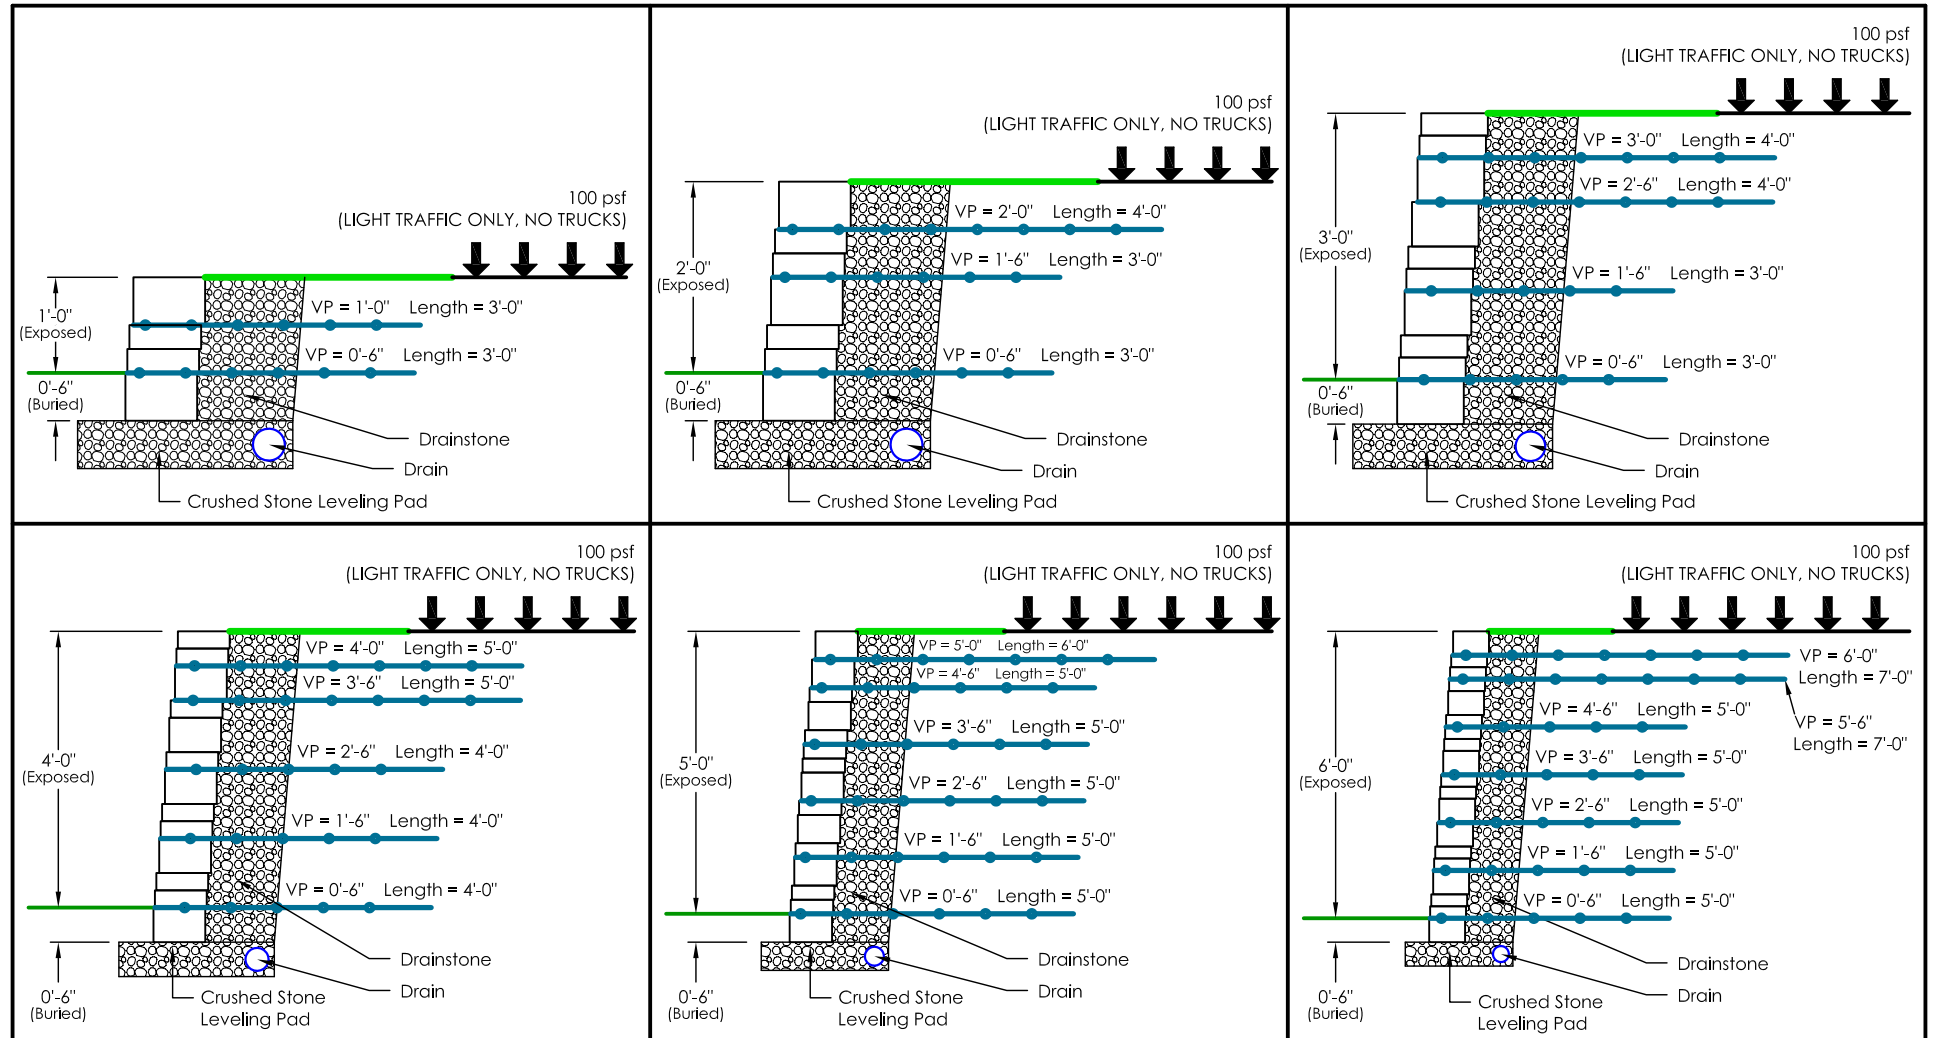 100 psf
(LIGHT TRAFFIC ONLY, NO TRUCKS)
1'-0"
(Exposed)
VP = 1'-0" Length = 3'-0"
VP = 0'-6" Length = 3'-0"
0'-6"
(Buried)
Drainstone
Drain
Crushed Stone Leveling Pad
100 psf
(LIGHT TRAFFIC ONLY, NO TRUCKS)
2'-0"
(Exposed)
VP = 2'-0" Length = 4'-0"
VP = 1'-6" Length = 3'-0"
VP = 0'-6" Length = 3'-0"
0'-6"
(Buried)
Drainstone
Drain
Crushed Stone Leveling Pad
100 psf
(LIGHT TRAFFIC ONLY, NO TRUCKS)
VP = 3'-0" Length = 4'-0"
VP = 2'-6" Length = 4'-0"
3'-0"
(Exposed)
VP = 1'-6" Length = 3'-0"
VP = 0'-6" Length = 3'-0"
0'-6"
(Buried)
Drainstone
Drain
Crushed Stone Leveling Pad
100 psf
(LIGHT TRAFFIC ONLY, NO TRUCKS)
VP = 4'-0" Length = 5'-0"
VP = 3'-6" Length = 5'-0"
4'-0"
(Exposed)
VP = 2'-6" Length = 4'-0"
VP = 1'-6" Length = 4'-0"
VP = 0'-6" Length = 4'-0"
Drainstone
Drain
0'-6"
(Buried)
Crushed Stone
Leveling Pad
100 psf
(LIGHT TRAFFIC ONLY, NO TRUCKS)
VP = 5'-0" Length = 6'-0"
VP = 4'-6" Length = 5'-0"
VP = 3'-6" Length = 5'-0"
5'-0"
(Exposed)
VP = 2'-6" Length = 5'-0"
VP = 1'-6" Length = 5'-0"
VP = 0'-6" Length = 5'-0"
Drainstone
Drain
0'-6"
(Buried)
Crushed Stone
Leveling Pad
100 psf
(LIGHT TRAFFIC ONLY, NO TRUCKS)
VP = 6'-0"
Length = 7'-0"
VP = 4'-6" Length = 5'-0"
VP = 5'-6"
Length = 7'-0"
VP = 3'-6" Length = 5'-0"
6'-0"
(Exposed)
VP = 2'-6" Length = 5'-0"
VP = 1'-6" Length = 5'-0"
VP = 0'-6" Length = 5'-0"
Drainstone
Drain
0'-6"
(Buried)
Crushed Stone
Leveling Pad